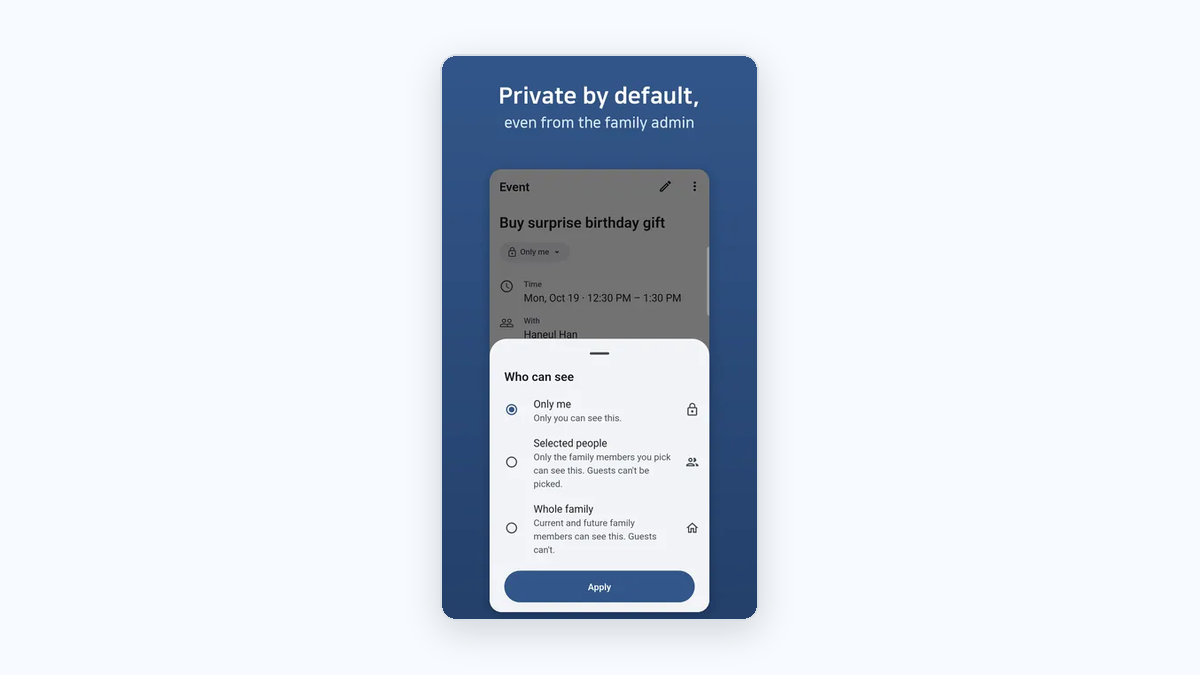 Private by default,
even from the family admin
Event
Buy surprise birthday gift
Only me
Time
Mon, Oct 19 · 12:30 PM – 1:30 PM
With
Haneul Han
Who can see
Only me
Only you can see this.
Selected people
Only the family members you pick
can see this. Guests can't be
picked.
Whole family
Current and future family
members can see this. Guests
can't.
Apply